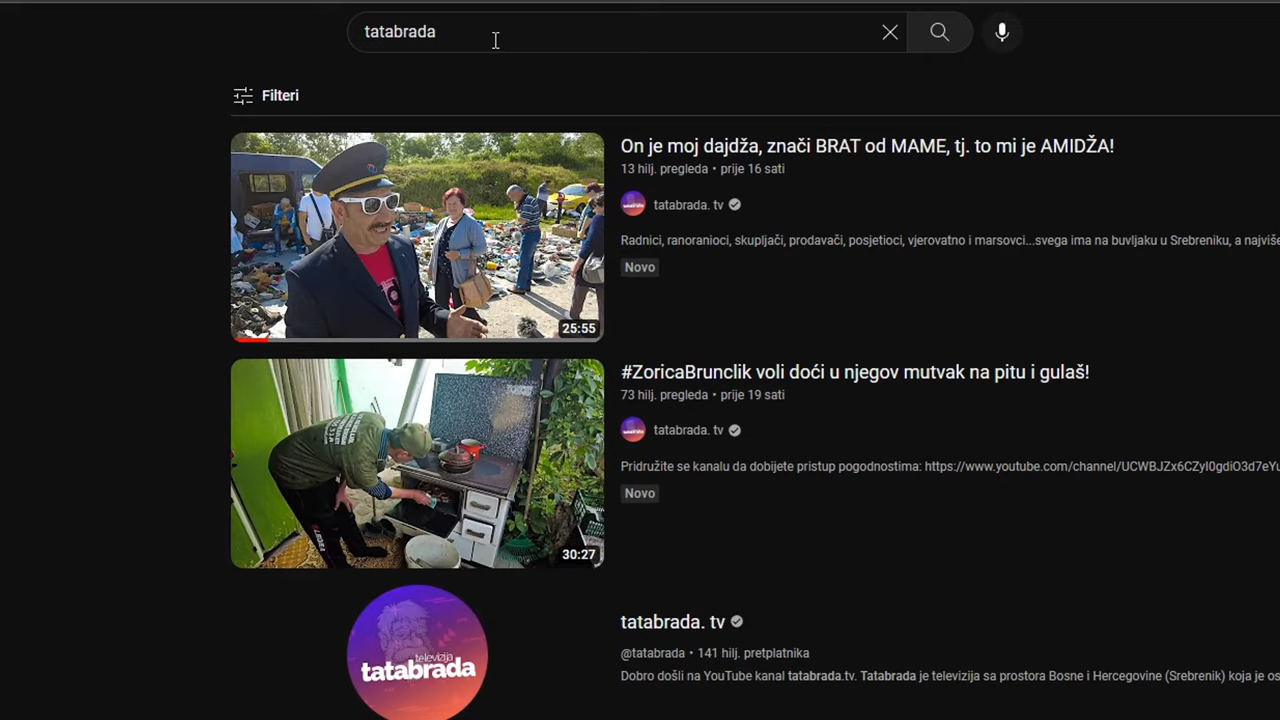 tatabrada
Filteri
On je moj dajdža, znači BRAT od MAME, tj. to mi je AMIDŽA!
13 hilj. pregleda • prije 16 sati
tatabrada. tv
Radnici, ranoranioci, skupljači, prodavači, posjetioci, vjerovatno i marsovci...svega ima na buvljaku u Srebreniku, a najviše
Novo
25:55
#ZoricaBrunclik voli doći u njegov mutvak na pitu i gulaš!
73 hilj. pregleda • prije 19 sati
tatabrada. tv
Pridružite se kanalu da dobijete pristup pogodnostima: https://www.youtube.com/channel/UCWBJZx6CZyI0gdiO3d7eYu
Novo
30:27
televizija
tatabrada
tatabrada. tv
@tatabrada • 141 hilj. pretplatnika
Dobro došli na YouTube kanal tatabrada.tv. Tatabrada je televizija sa prostora Bosne i Hercegovine (Srebrenik) koja je os